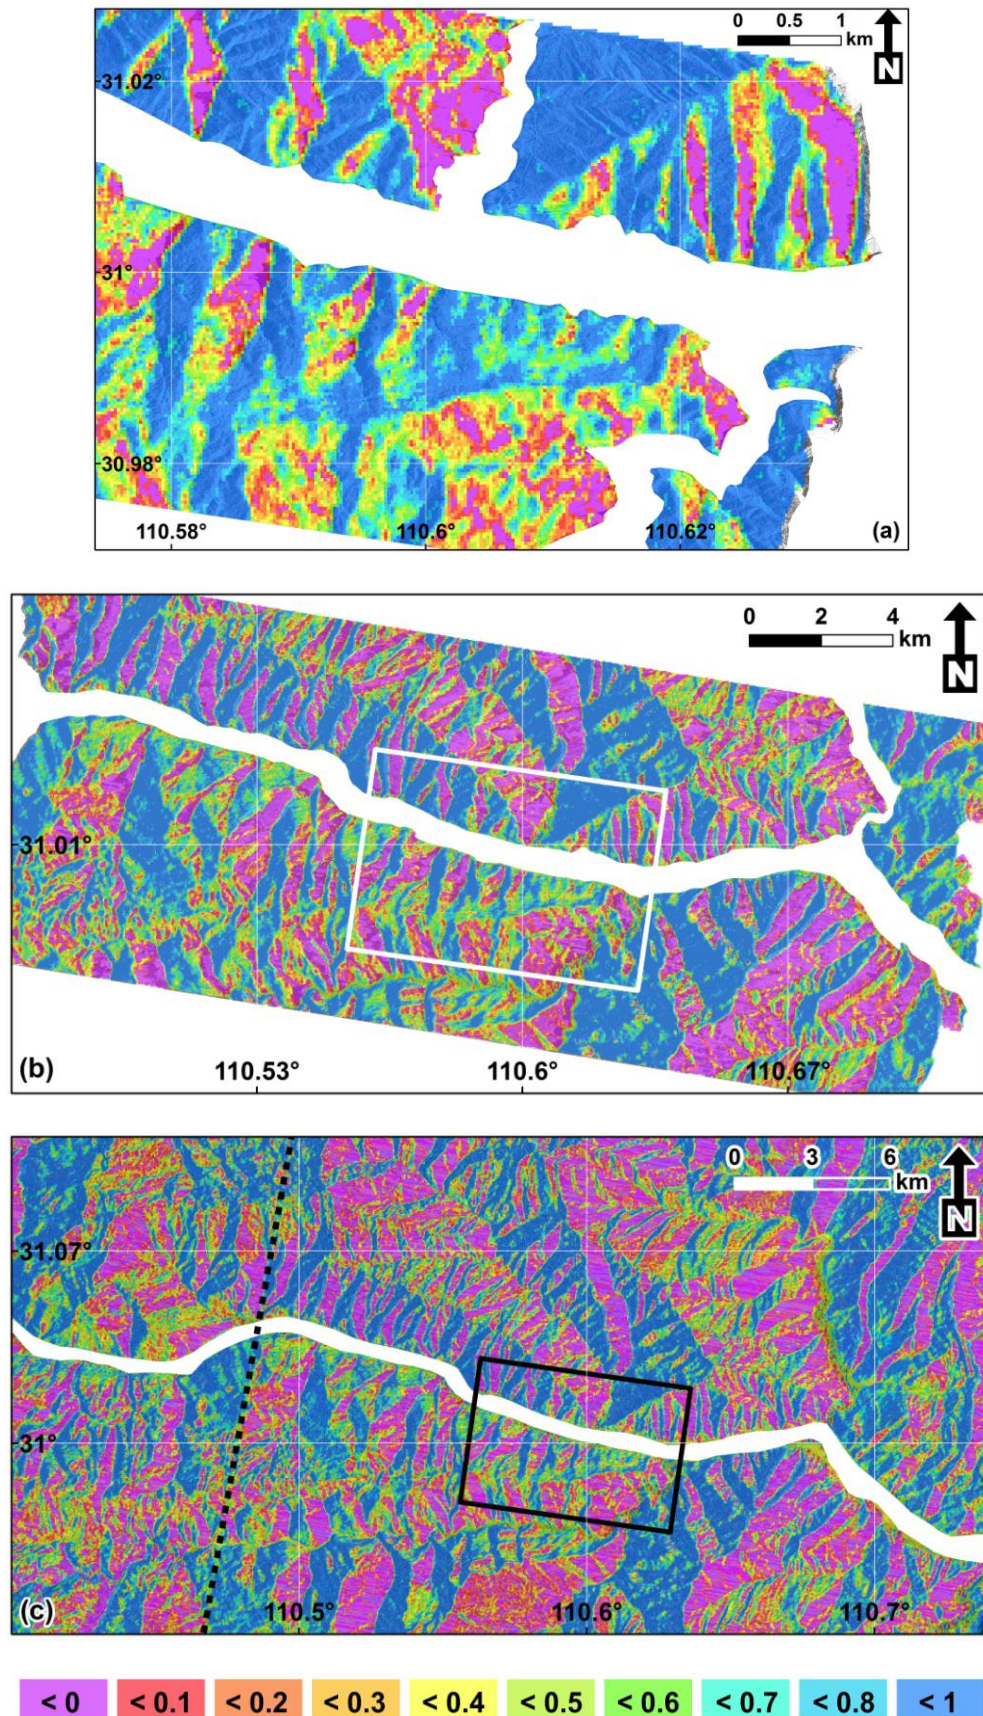 0 0.5 1
km
N
31.02°
31°
30.98°
110.58° 110.6° 110.62° (a)
0 2 4
km
N
31.01°
(b)
110.53° 110.6° 110.67°
0 3 6
km
N
31.07°
31°
(c)
110.5° 110.6° 110.7°
< 0 < 0.1 < 0.2 < 0.3 < 0.4 < 0.5 < 0.6 < 0.7 < 0.8 < 1